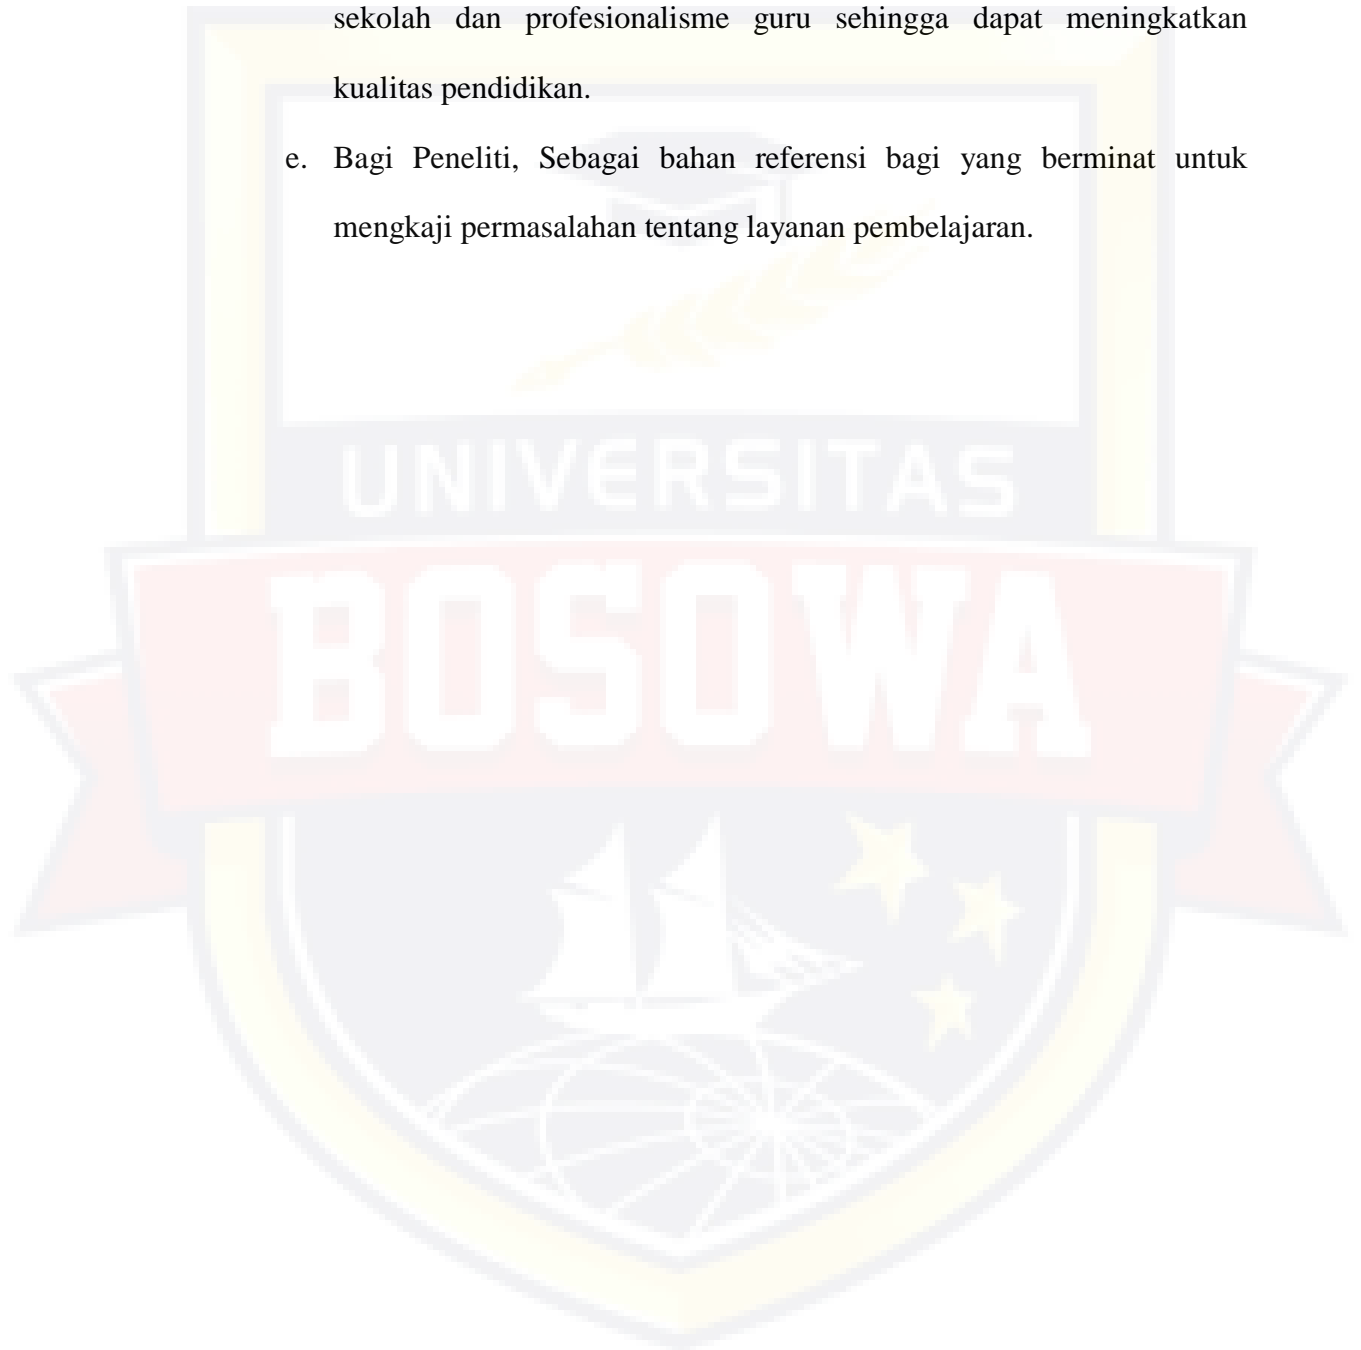 sekolah dan profesionalisme guru sehingga dapat meningkatkan
kualitas pendidikan.
e. Bagi Peneliti, Sebagai bahan referensi bagi yang berminat untuk
mengkaji permasalahan tentang layanan pembelajaran.
UNIVERSITAS
BOSOWA